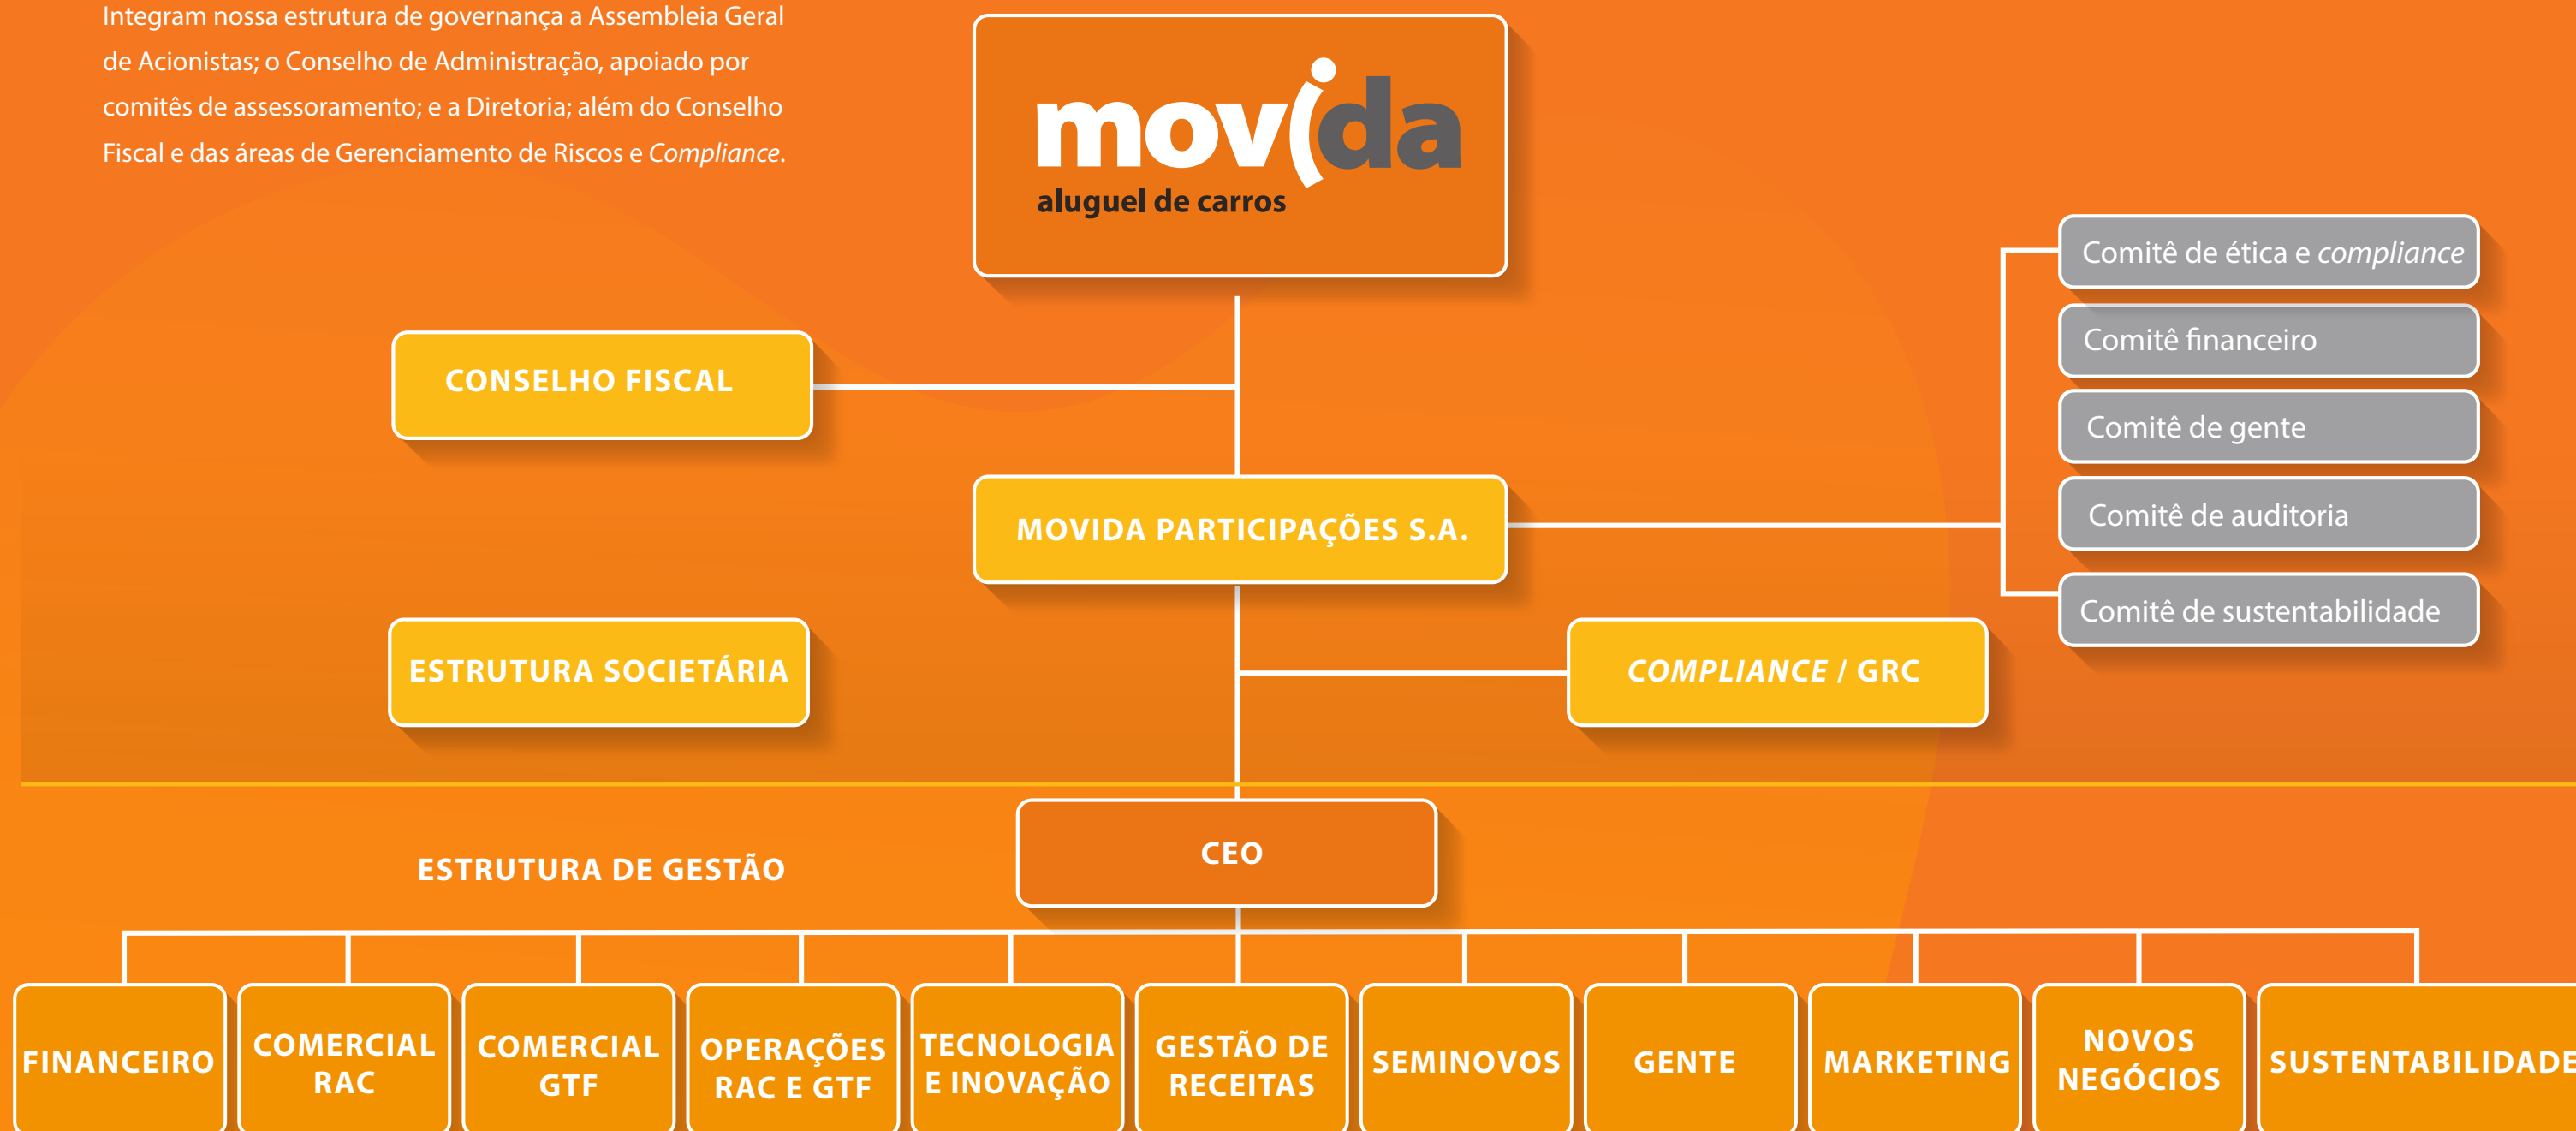 Integram nossa estrutura de governança a Assembleia Geral
de Acionistas; o Conselho de Administração, apoiado por
comitês de assessoramento; e a Diretoria; além do Conselho
Fiscal e das áreas de Gerenciamento de Riscos e Compliance.
movida
aluguel de carros
Comitê de ética e compliance
Comitê financeiro
Comitê de gente
Comitê de auditoria
Comitê de sustentabilidade
CONSELHO FISCAL
MOVIDA PARTICIPAÇÕES S.A.
ESTRUTURA SOCIETÁRIA
COMPLIANCE / GRC
CEO
ESTRUTURA DE GESTÃO
FINANCEIRO
COMERCIAL
RAC
COMERCIAL
GTF
OPERAÇÕES
RAC E GTF
TECNOLOGIA
E INOVAÇÃO
GESTÃO DE
RECEITAS
SEMINOVOS
GENTE
MARKETING
NOVOS
NEGÓCIOS
SUSTENTABILIDADE